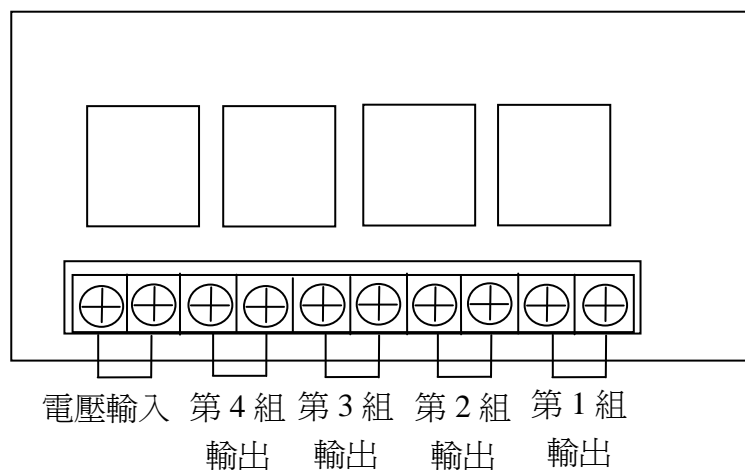 電壓輸入 第 4 組 第 3 組 第 2 組 第 1 組
輸出 輸出 輸出 輸出